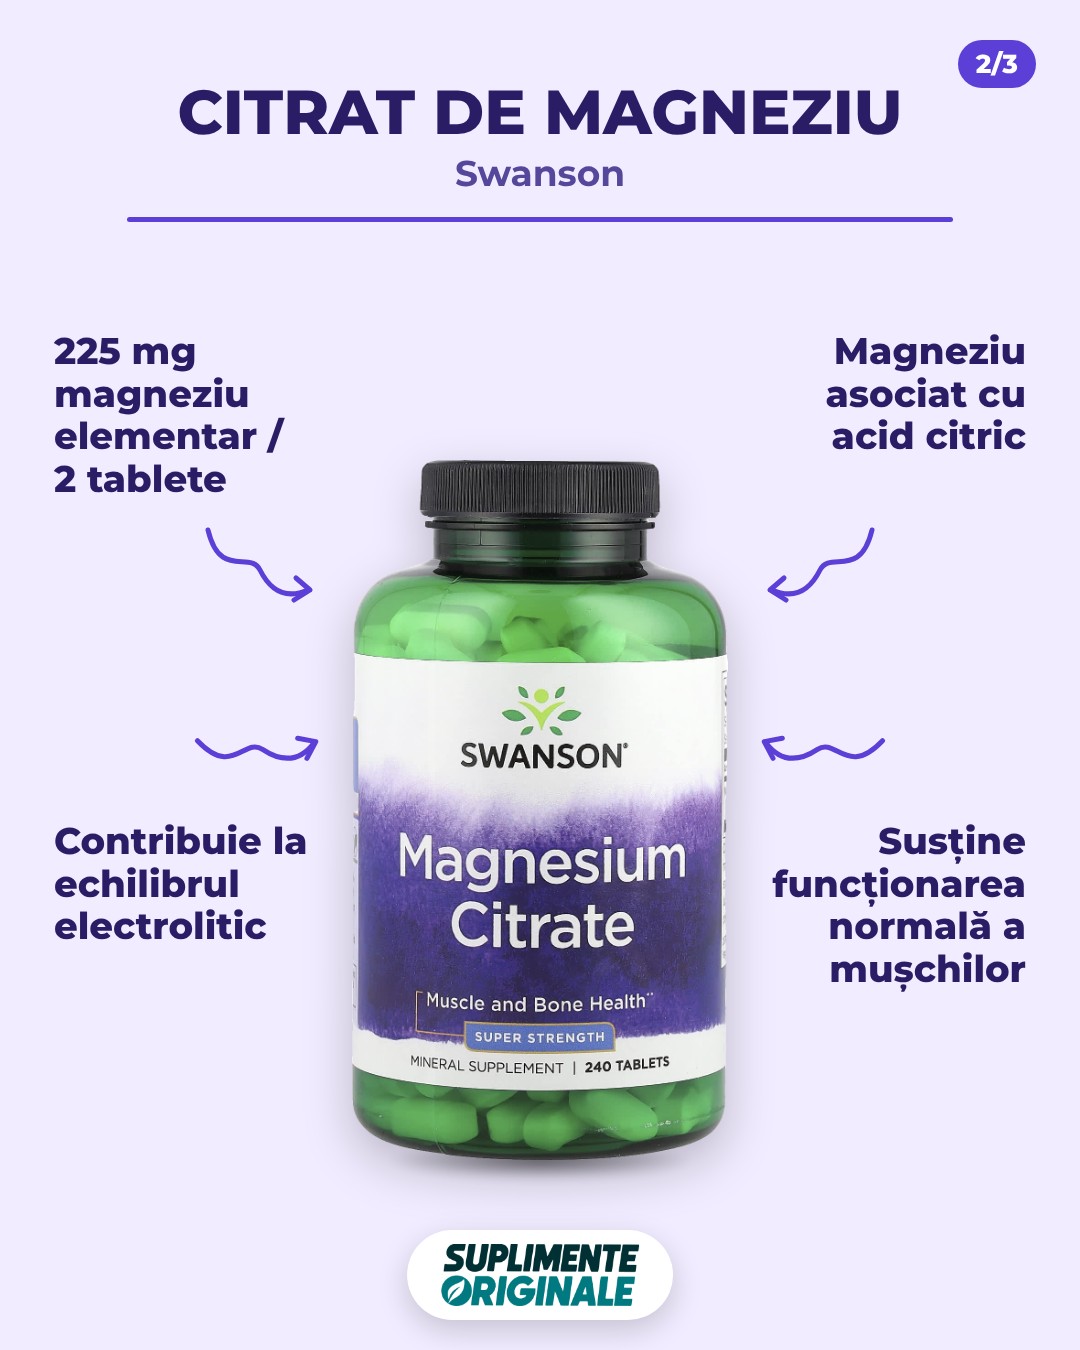 2/3
CITRAT DE MAGNEZIU
Swanson
225 mg
magneziu
elementar /
2 tablete
Magneziu
asociat cu
acid citric
Contribuie la
echilibrul
electrolitic
Susține
funcționarea
normală a
mușchilor
SWANSON®
Magnesium
Citrate
Muscle and Bone Health
SUPER STRENGTH
MINERAL SUPPLEMENT | 240 TABLETS
SUPLIMENTE
ORIGINALE